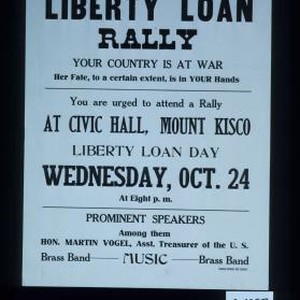 LIBERTY LOAN
RALLY
YOUR COUNTRY IS AT WAR
Her Fate, to a certain extent, is in YOUR Hands
You are urged to attend a Rally
AT CIVIC HALL, MOUNT KISCO
LIBERTY LOAN DAY
WEDNESDAY, OCT. 24
At Eight p. m.
PROMINENT SPEAKERS
Among them
HON. MARTIN VOGEL, Asst. Treasurer of the U. S.
Brass Band — MUSIC — Brass Band